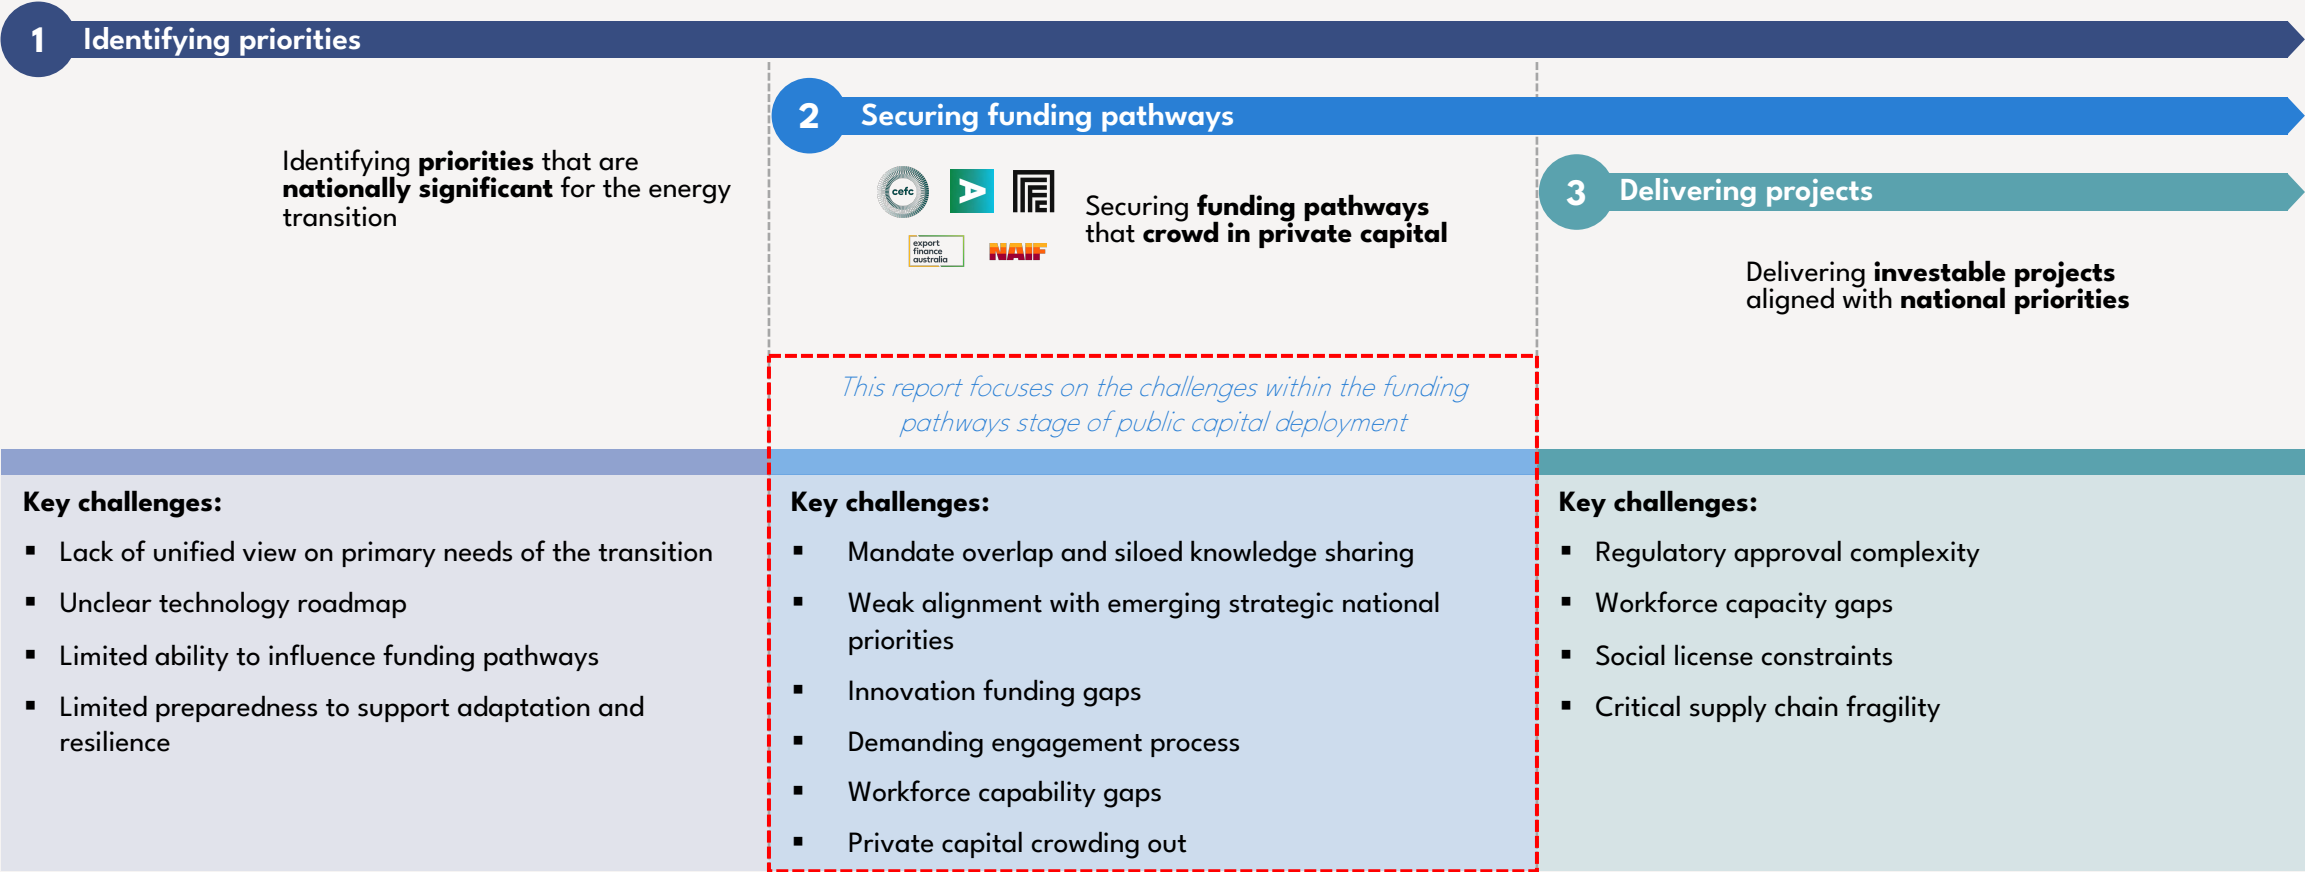 1 Identifying priorities
Identifying priorities that are
nationally significant for the energy
transition
2 Securing funding pathways
cefc
export
finance
australia
NAIF
Securing funding pathways
that crowd in private capital
3 Delivering projects
Delivering investable projects
aligned with national priorities
This report focuses on the challenges within the funding
pathways stage of public capital deployment
Key challenges:
▪ Lack of unified view on primary needs of the transition
▪ Unclear technology roadmap
▪ Limited ability to influence funding pathways
▪ Limited preparedness to support adaptation and
resilience
Key challenges:
▪ Mandate overlap and siloed knowledge sharing
▪ Weak alignment with emerging strategic national
priorities
▪ Innovation funding gaps
▪ Demanding engagement process
▪ Workforce capability gaps
▪ Private capital crowding out
Key challenges:
▪ Regulatory approval complexity
▪ Workforce capacity gaps
▪ Social license constraints
▪ Critical supply chain fragility